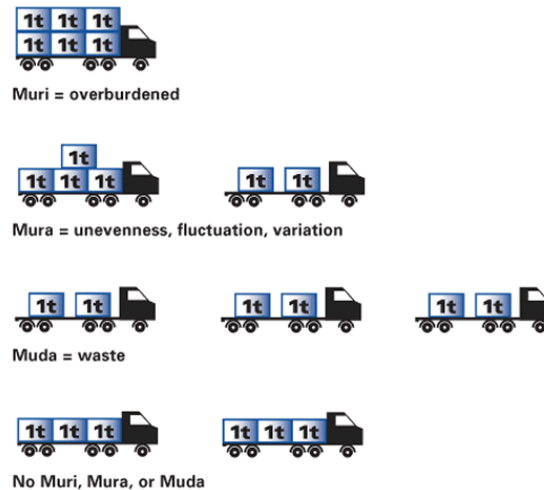 1t 1t 1t
1t 1t 1t
Muri = overburdened
1t
1t 1t 1t 1t 1t
Mura = unevenness, fluctuation, variation
1t 1t 1t 1t 1t 1t
Muda = waste
1t 1t 1t 1t 1t 1t
No Muri, Mura, or Muda